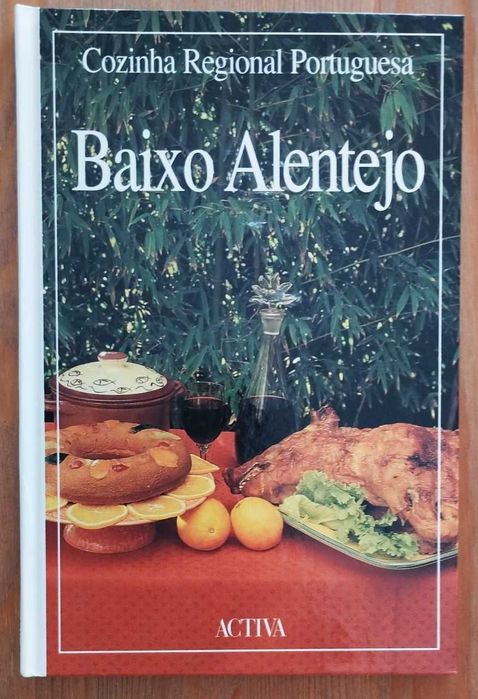 Cozinha Regional Portuguesa
Baixo Alentejo
ACTIVA